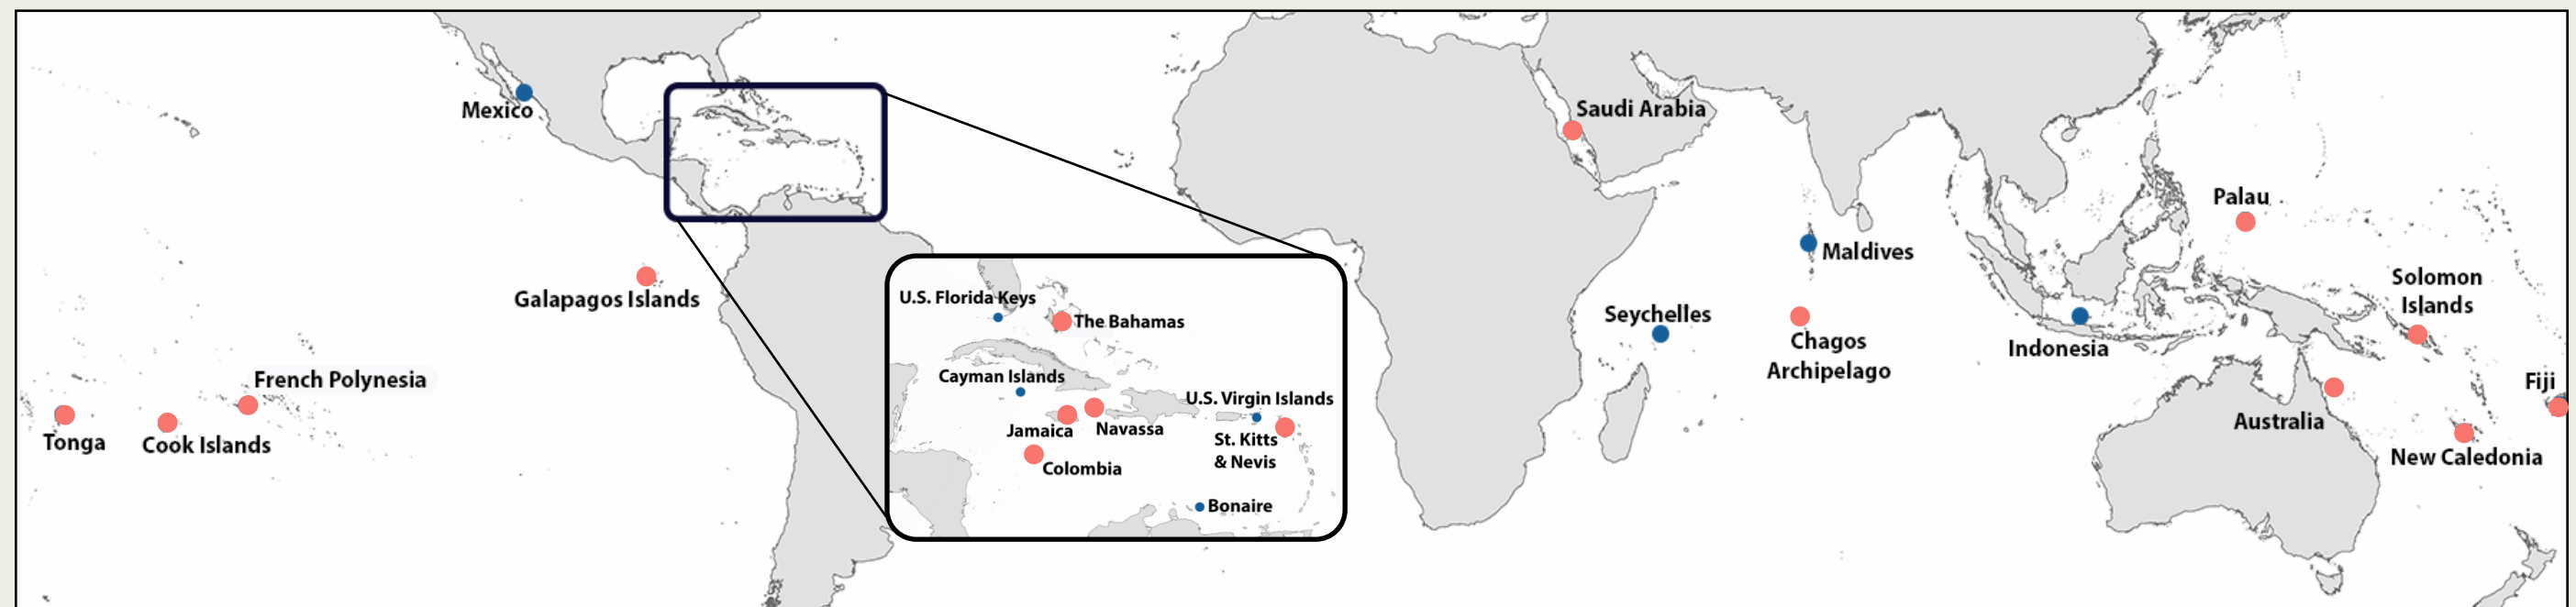 Mexico
Saudi Arabia
Palau
Maldives
Galapagos Islands
Solomon
Islands
U.S. Florida Keys
The Bahamas
Seychelles
Chagos
Archipelago
Indonesia
Cayman Islands
French Polynesia
Fiji
U.S. Virgin Islands
Jamaica
Navassa
Australia
Tonga
Cook Islands
St. Kitts
& Nevis
New Caledonia
Colombia
Bonaire